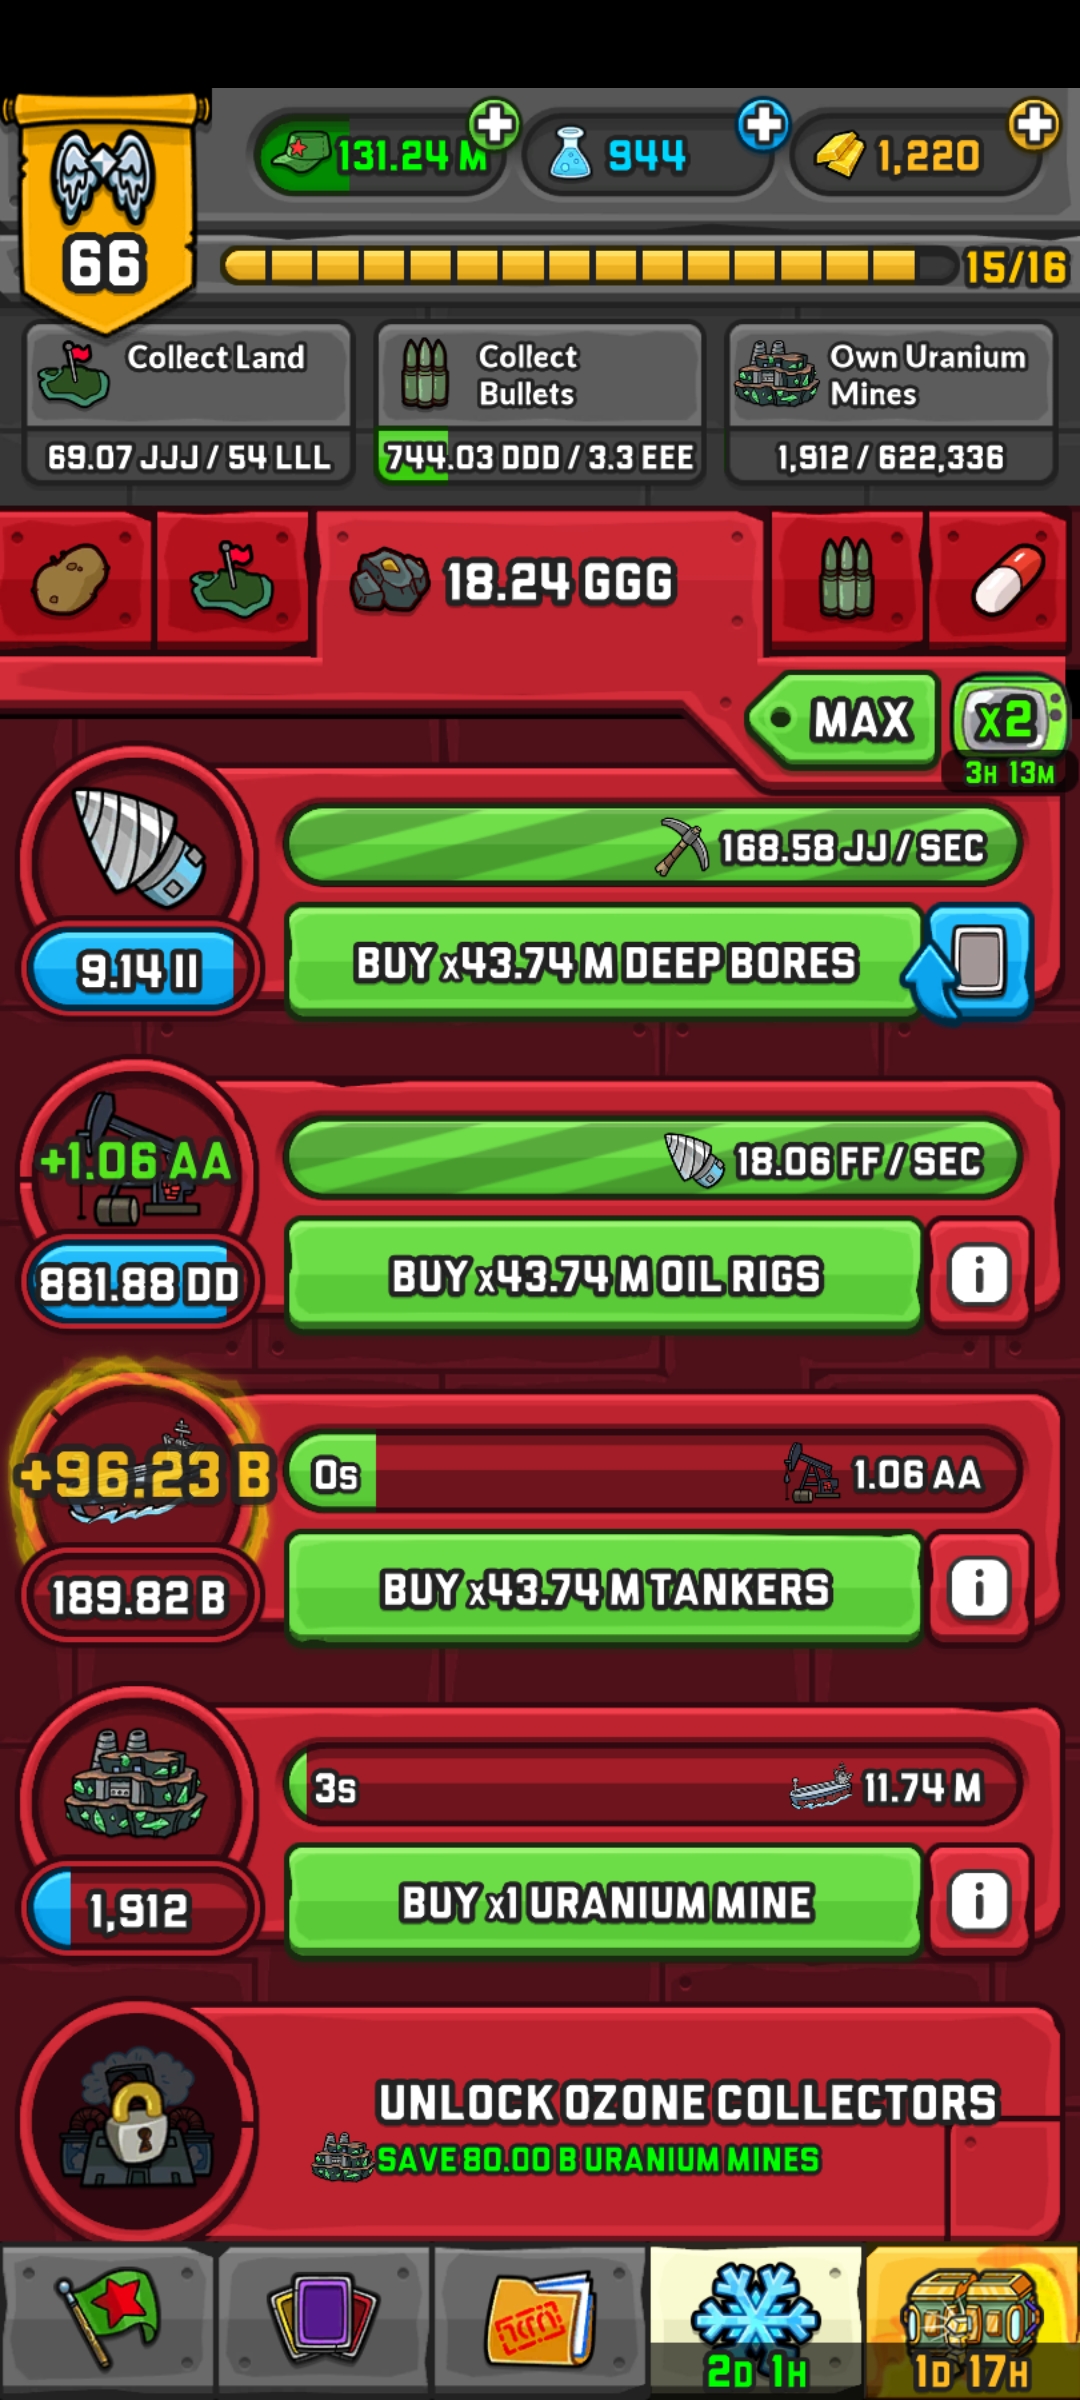 131.24 M
944
1,220
66
15/16
Collect Land
69.07 JJJ / 54 LLL
Collect
Bullets
744.03 DDD / 3.3 EEE
Own Uranium
Mines
1,912 / 622,336
18.24 GGG
MAX
x2
3H 13M
168.58 JJ / SEC
9.14 II
BUY x43.74 M DEEP BORES
+1.06 AA
18.06 FF / SEC
881.88 DD
BUY x43.74 M OIL RIGS
i
+96.23 B
0s
1.06 AA
189.82 B
BUY x43.74 M TANKERS
i
3s
11.74 M
1,912
BUY x1 URANIUM MINE
i
UNLOCK OZONE COLLECTORS
SAVE 80.00 B URANIUM MINES
2D 1H
1D 17H